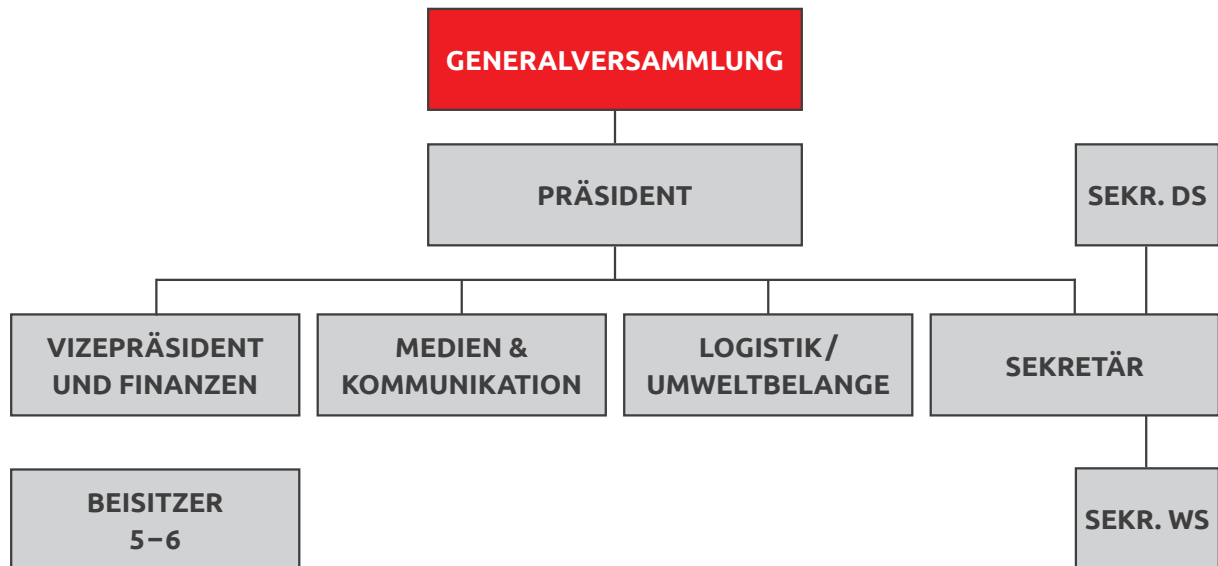 GENERALVERSAMMLUNG
PRÄSIDENT
SEKR. DS
VIZEPRÄSIDENT
UND FINANZEN
MEDIEN &
KOMMUNIKATION
LOGISTIK/
UMWELTBELANGE
SEKRETÄR
BEISITZER
5–6
SEKR. WS